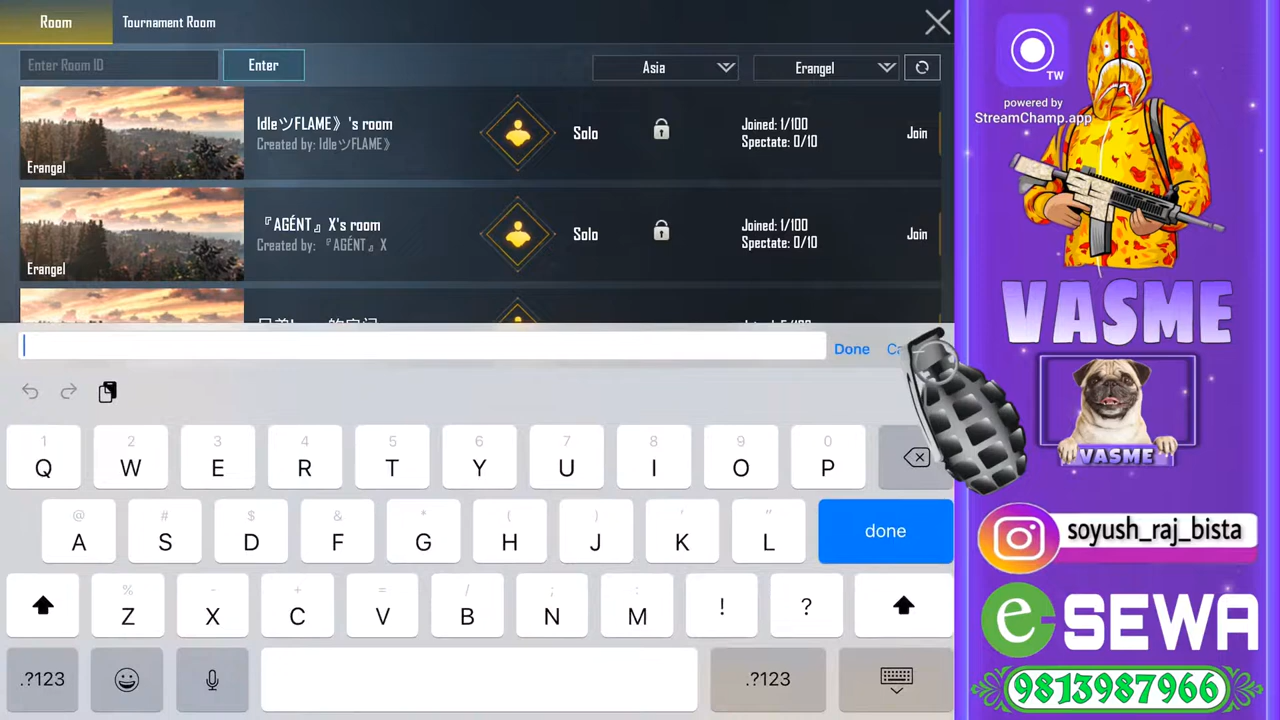 Room
Tournament Room
Enter Room ID
Enter
Asia
Erangel
Erangel
Idleツ FLAME》's room
Created by: Idleツ FLAME》
Solo
Joined: 1/100
Spectate: 0/10
Join
Erangel
『AGÉNT』X's room
Created by: 『AGÉNT』X
Solo
Joined: 1/100
Spectate: 0/10
Join
Done
1 2 3 4 5 6 7 8 9 0
Q W E R T Y U I O P
@ # $ & * ( ) ' "
A S D F G H J K L
done
% - + = / ; :
Z X C V B N M ! ?
.?123
.?123
TW
powered by
StreamChamp.app
VASME
VASME
soyush_raj_bista
e-SEWA
9813987966